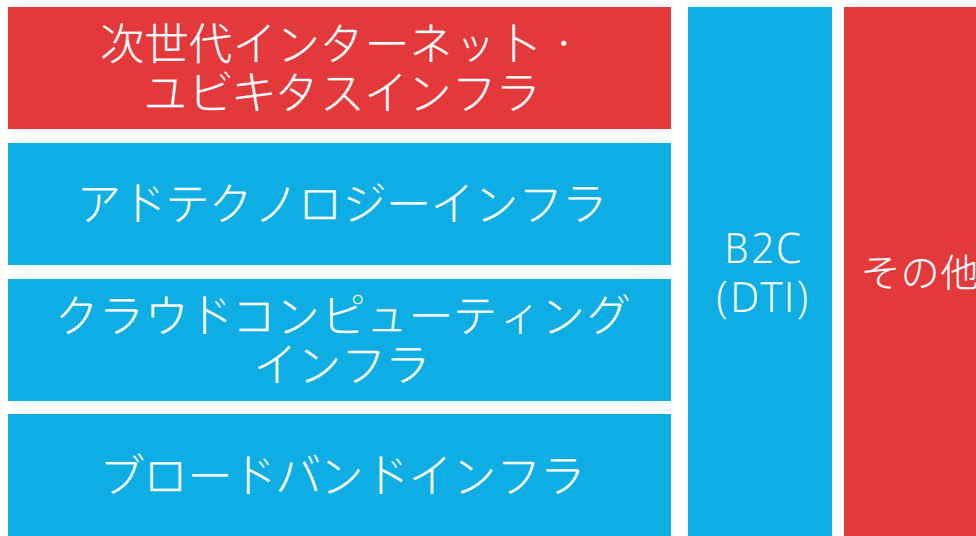 次世代インターネット・
ユビキタスインフラ
アドテクノロジーインフラ
クラウドコンピューティング
インフラ
ブロードバンドインフラ
B2C
(DTI)
その他